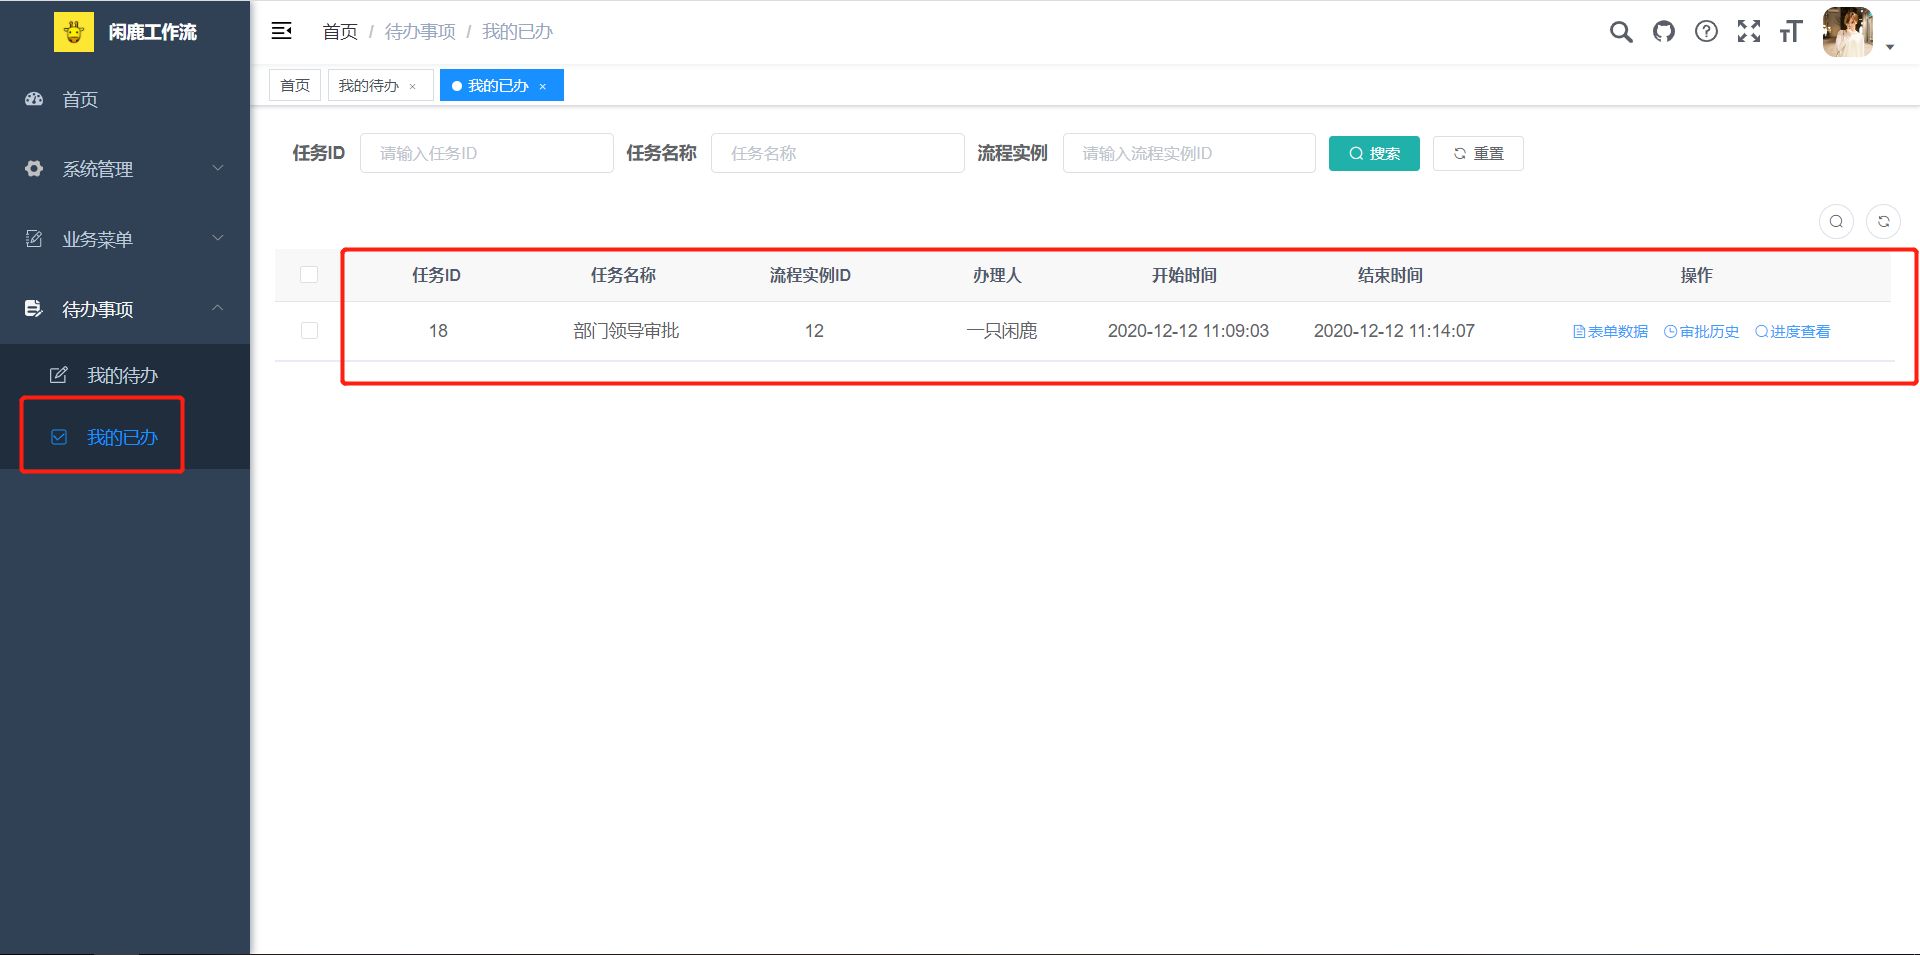 闲鹿工作流
首页
系统管理
业务菜单
待办事项
我的待办
我的已办
首页 / 待办事项 / 我的已办
首页 我的待办 × 我的已办 ×
任务ID 请输入任务ID 任务名称 任务名称 流程实例 请输入流程实例ID 搜索 重置
任务ID 任务名称 流程实例ID 办理人 开始时间 结束时间 操作
18 部门领导审批 12 一只闲鹿 2020-12-12 11:09:03 2020-12-12 11:14:07 表单数据 审批历史 进度查看